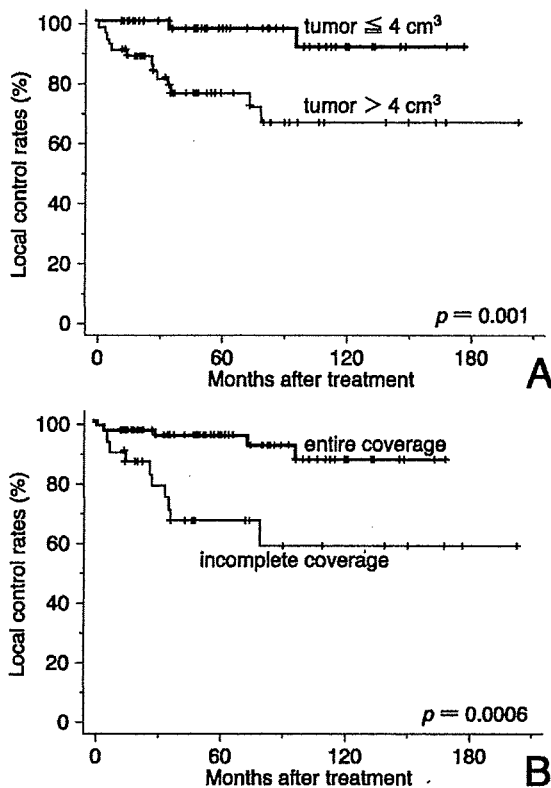 100
80
60
40
20
0
Local control rates (%)
tumor ≦ 4 cm³
tumor > 4 cm³
p = 0.001
0 60 120 180
Months after treatment
A
100
80
60
40
20
0
Local control rates (%)
entire coverage
incomplete coverage
p = 0.0006
0 60 120 180
Months after treatment
B